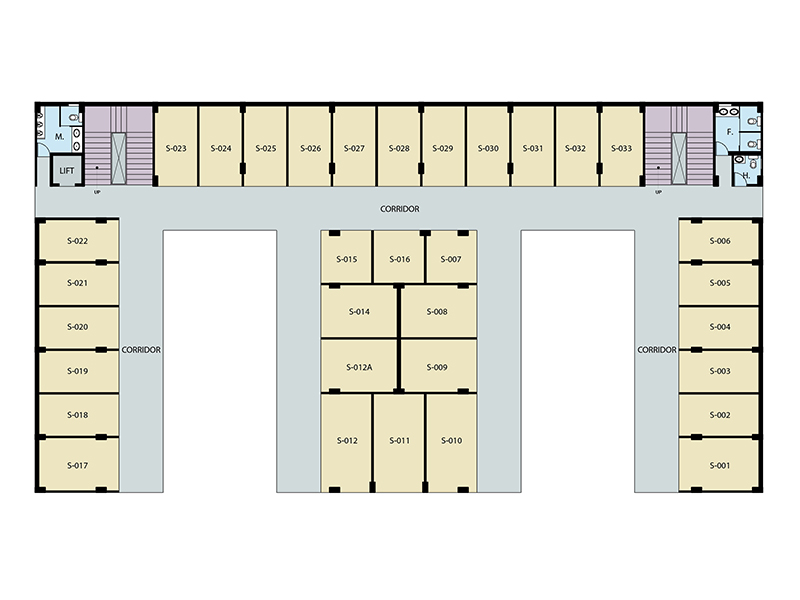 M.
F.
S-023
S-024
S-025
S-026
S-027
S-028
S-029
S-030
S-031
S-032
S-033
LIFT
H.
UP
UP
CORRIDOR
S-022
S-006
S-015
S-016
S-007
S-021
S-005
S-014
S-008
S-020
S-004
CORRIDOR
CORRIDOR
S-012A
S-009
S-019
S-003
S-018
S-002
S-012
S-011
S-010
S-017
S-001